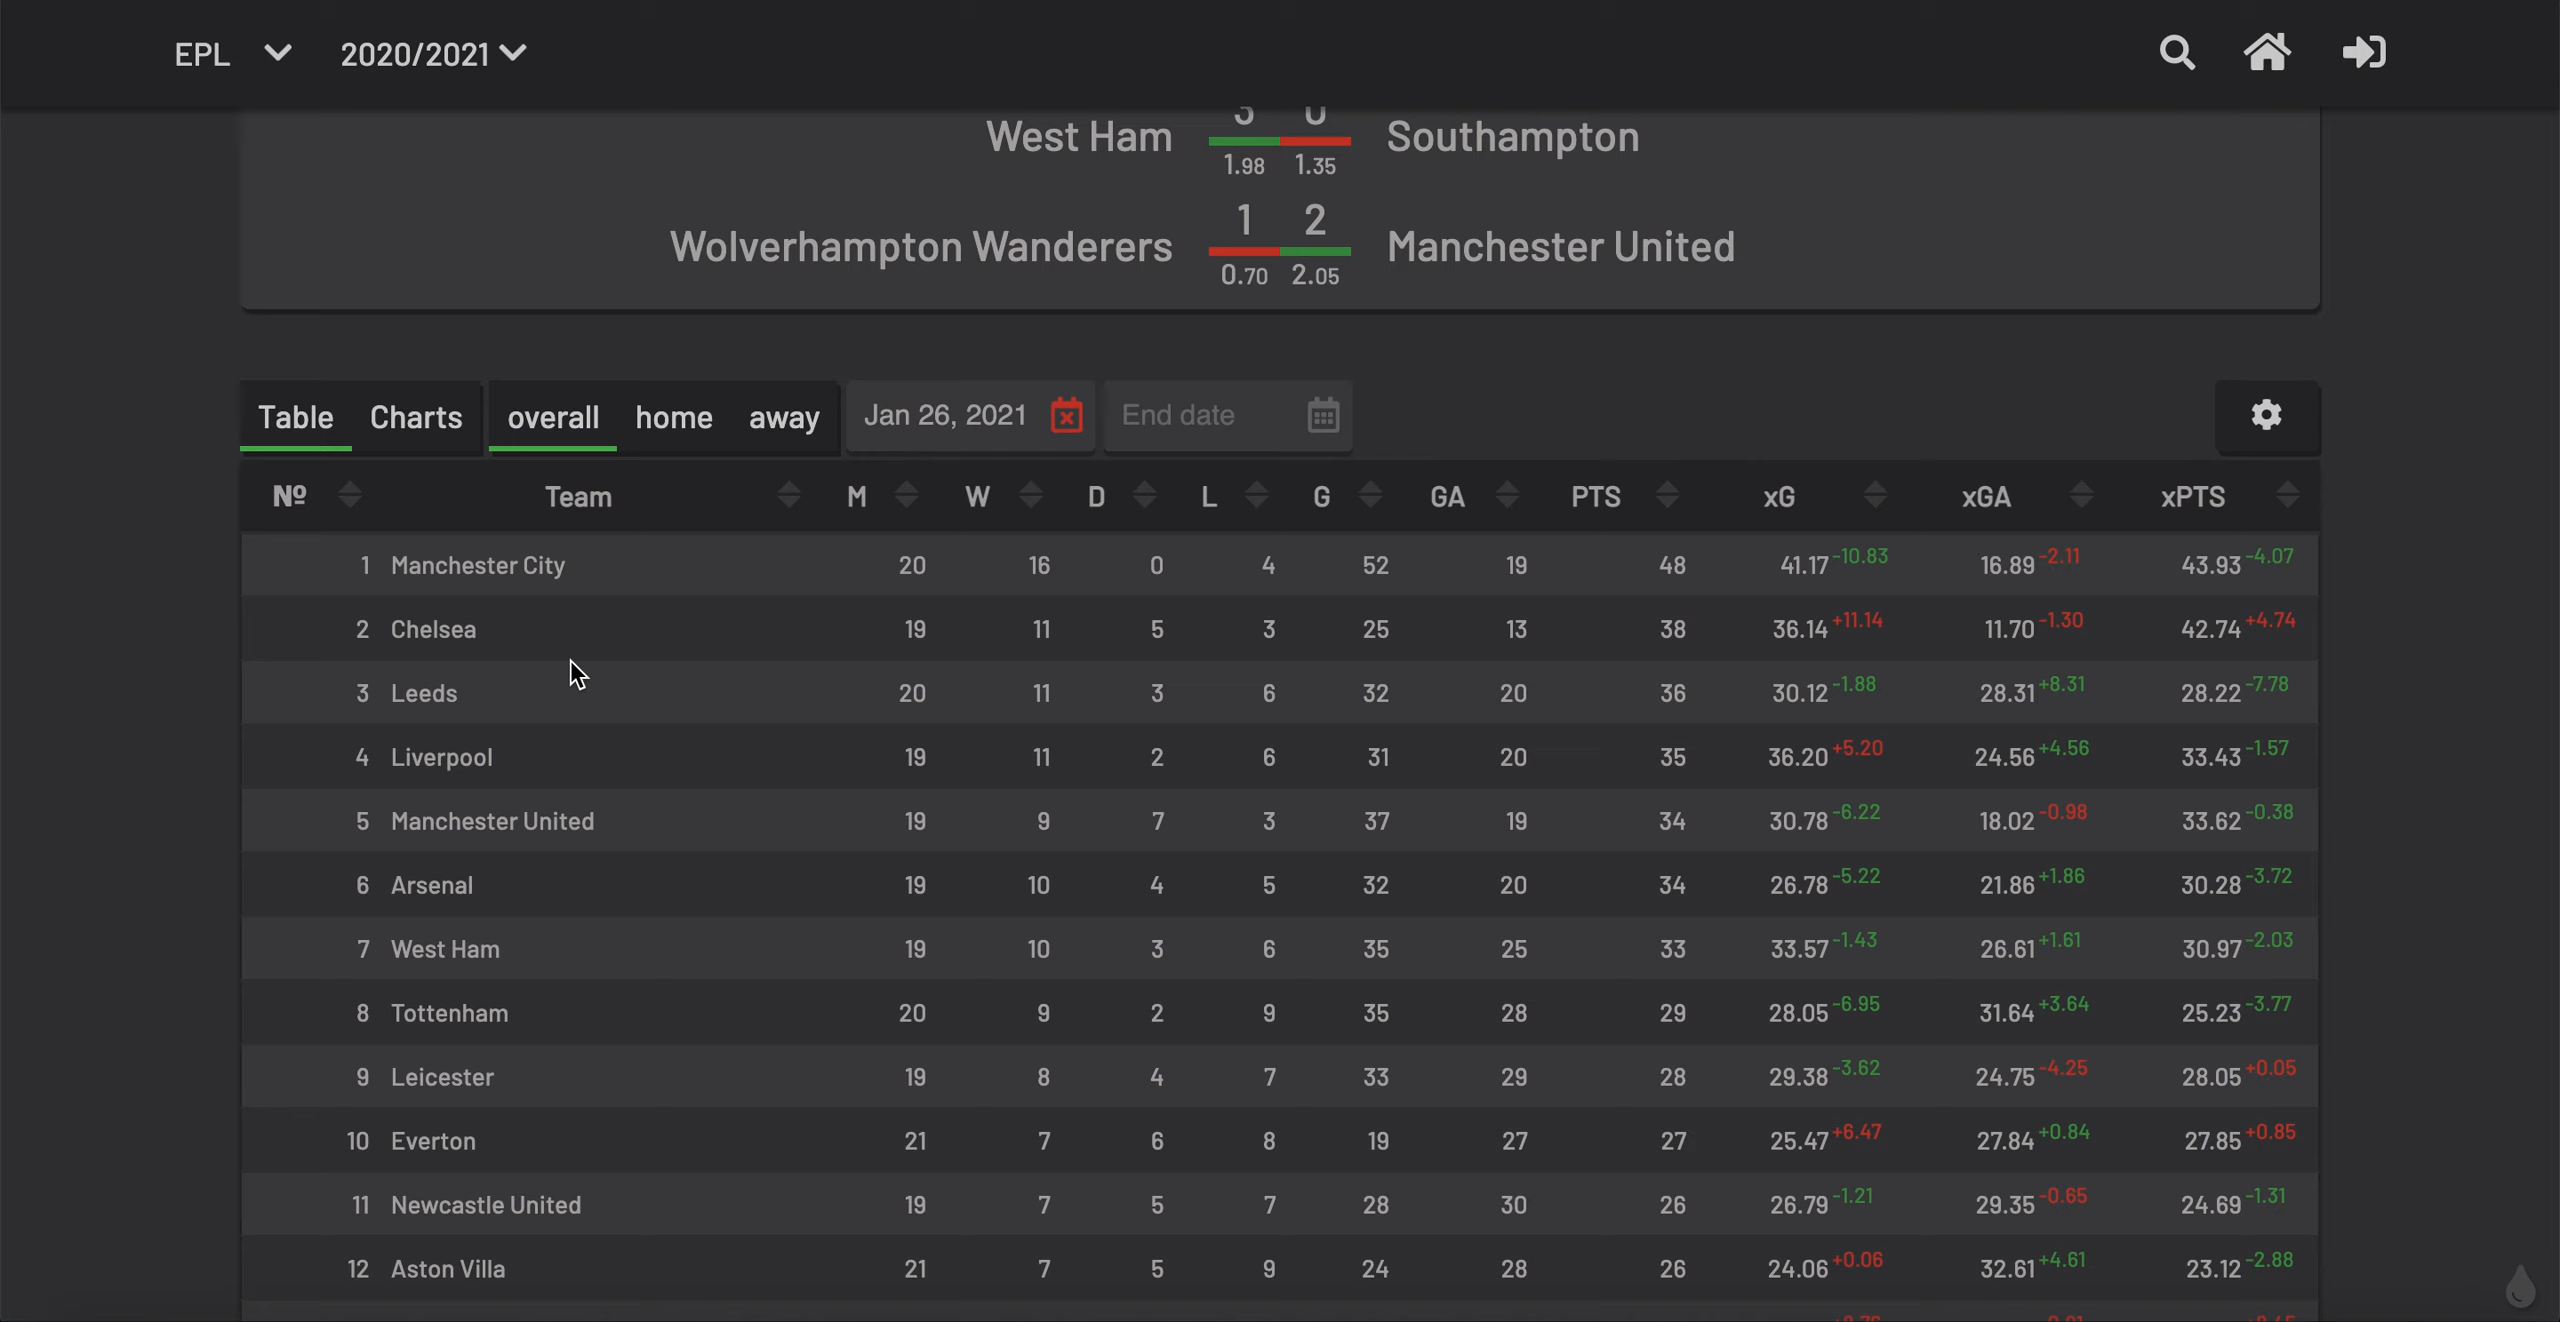 EPL 2020/2021
West Ham 3 0 Southampton
1.98 1.35
Wolverhampton Wanderers 1 2 Manchester United
0.70 2.05
Table Charts overall home away Jan 26, 2021 End date
Nº Team M W D L G GA PTS xG xGA xPTS
1 Manchester City 20 16 0 4 52 19 48 41.17 -10.83 16.89 -2.11 43.93 -4.07
2 Chelsea 19 11 5 3 25 13 38 36.14 +11.14 11.70 -1.30 42.74 +4.74
3 Leeds 20 11 3 6 32 20 36 30.12 -1.88 28.31 +8.31 28.22 -7.78
4 Liverpool 19 11 2 6 31 20 35 36.20 +5.20 24.56 +4.56 33.43 -1.57
5 Manchester United 19 9 7 3 37 19 34 30.78 -6.22 18.02 -0.98 33.62 -0.38
6 Arsenal 19 10 4 5 32 20 34 26.78 -5.22 21.86 +1.86 30.28 -3.72
7 West Ham 19 10 3 6 35 25 33 33.57 -1.43 26.61 +1.61 30.97 -2.03
8 Tottenham 20 9 2 9 35 28 29 28.05 -6.95 31.64 +3.64 25.23 -3.77
9 Leicester 19 8 4 7 33 29 28 29.38 -3.62 24.75 -4.25 28.05 +0.05
10 Everton 21 7 6 8 19 27 27 25.47 +6.47 27.84 +0.84 27.85 +0.85
11 Newcastle United 19 7 5 7 28 30 26 26.79 -1.21 29.35 -0.65 24.69 -1.31
12 Aston Villa 21 7 5 9 24 28 26 24.06 +0.06 32.61 +4.61 23.12 -2.88